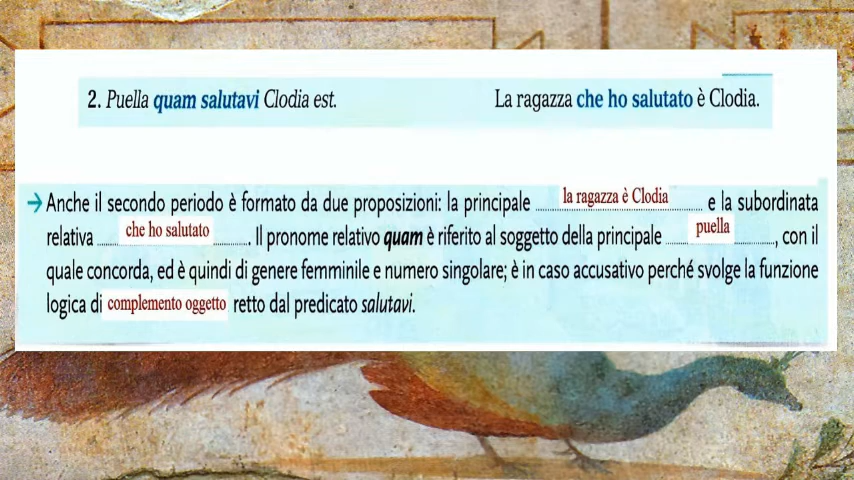 2. Puella quam salutavi Clodia est. La ragazza che ho salutato è Clodia.
→ Anche il secondo periodo è formato da due proposizioni: la principale la ragazza è Clodia e la subordinata
relativa che ho salutato. Il pronome relativo quam è riferito al soggetto della principale puella, con il
quale concorda, ed è quindi di genere femminile e numero singolare; è in caso accusativo perché svolge la funzione
logica di complemento oggetto retto dal predicato salutavi.